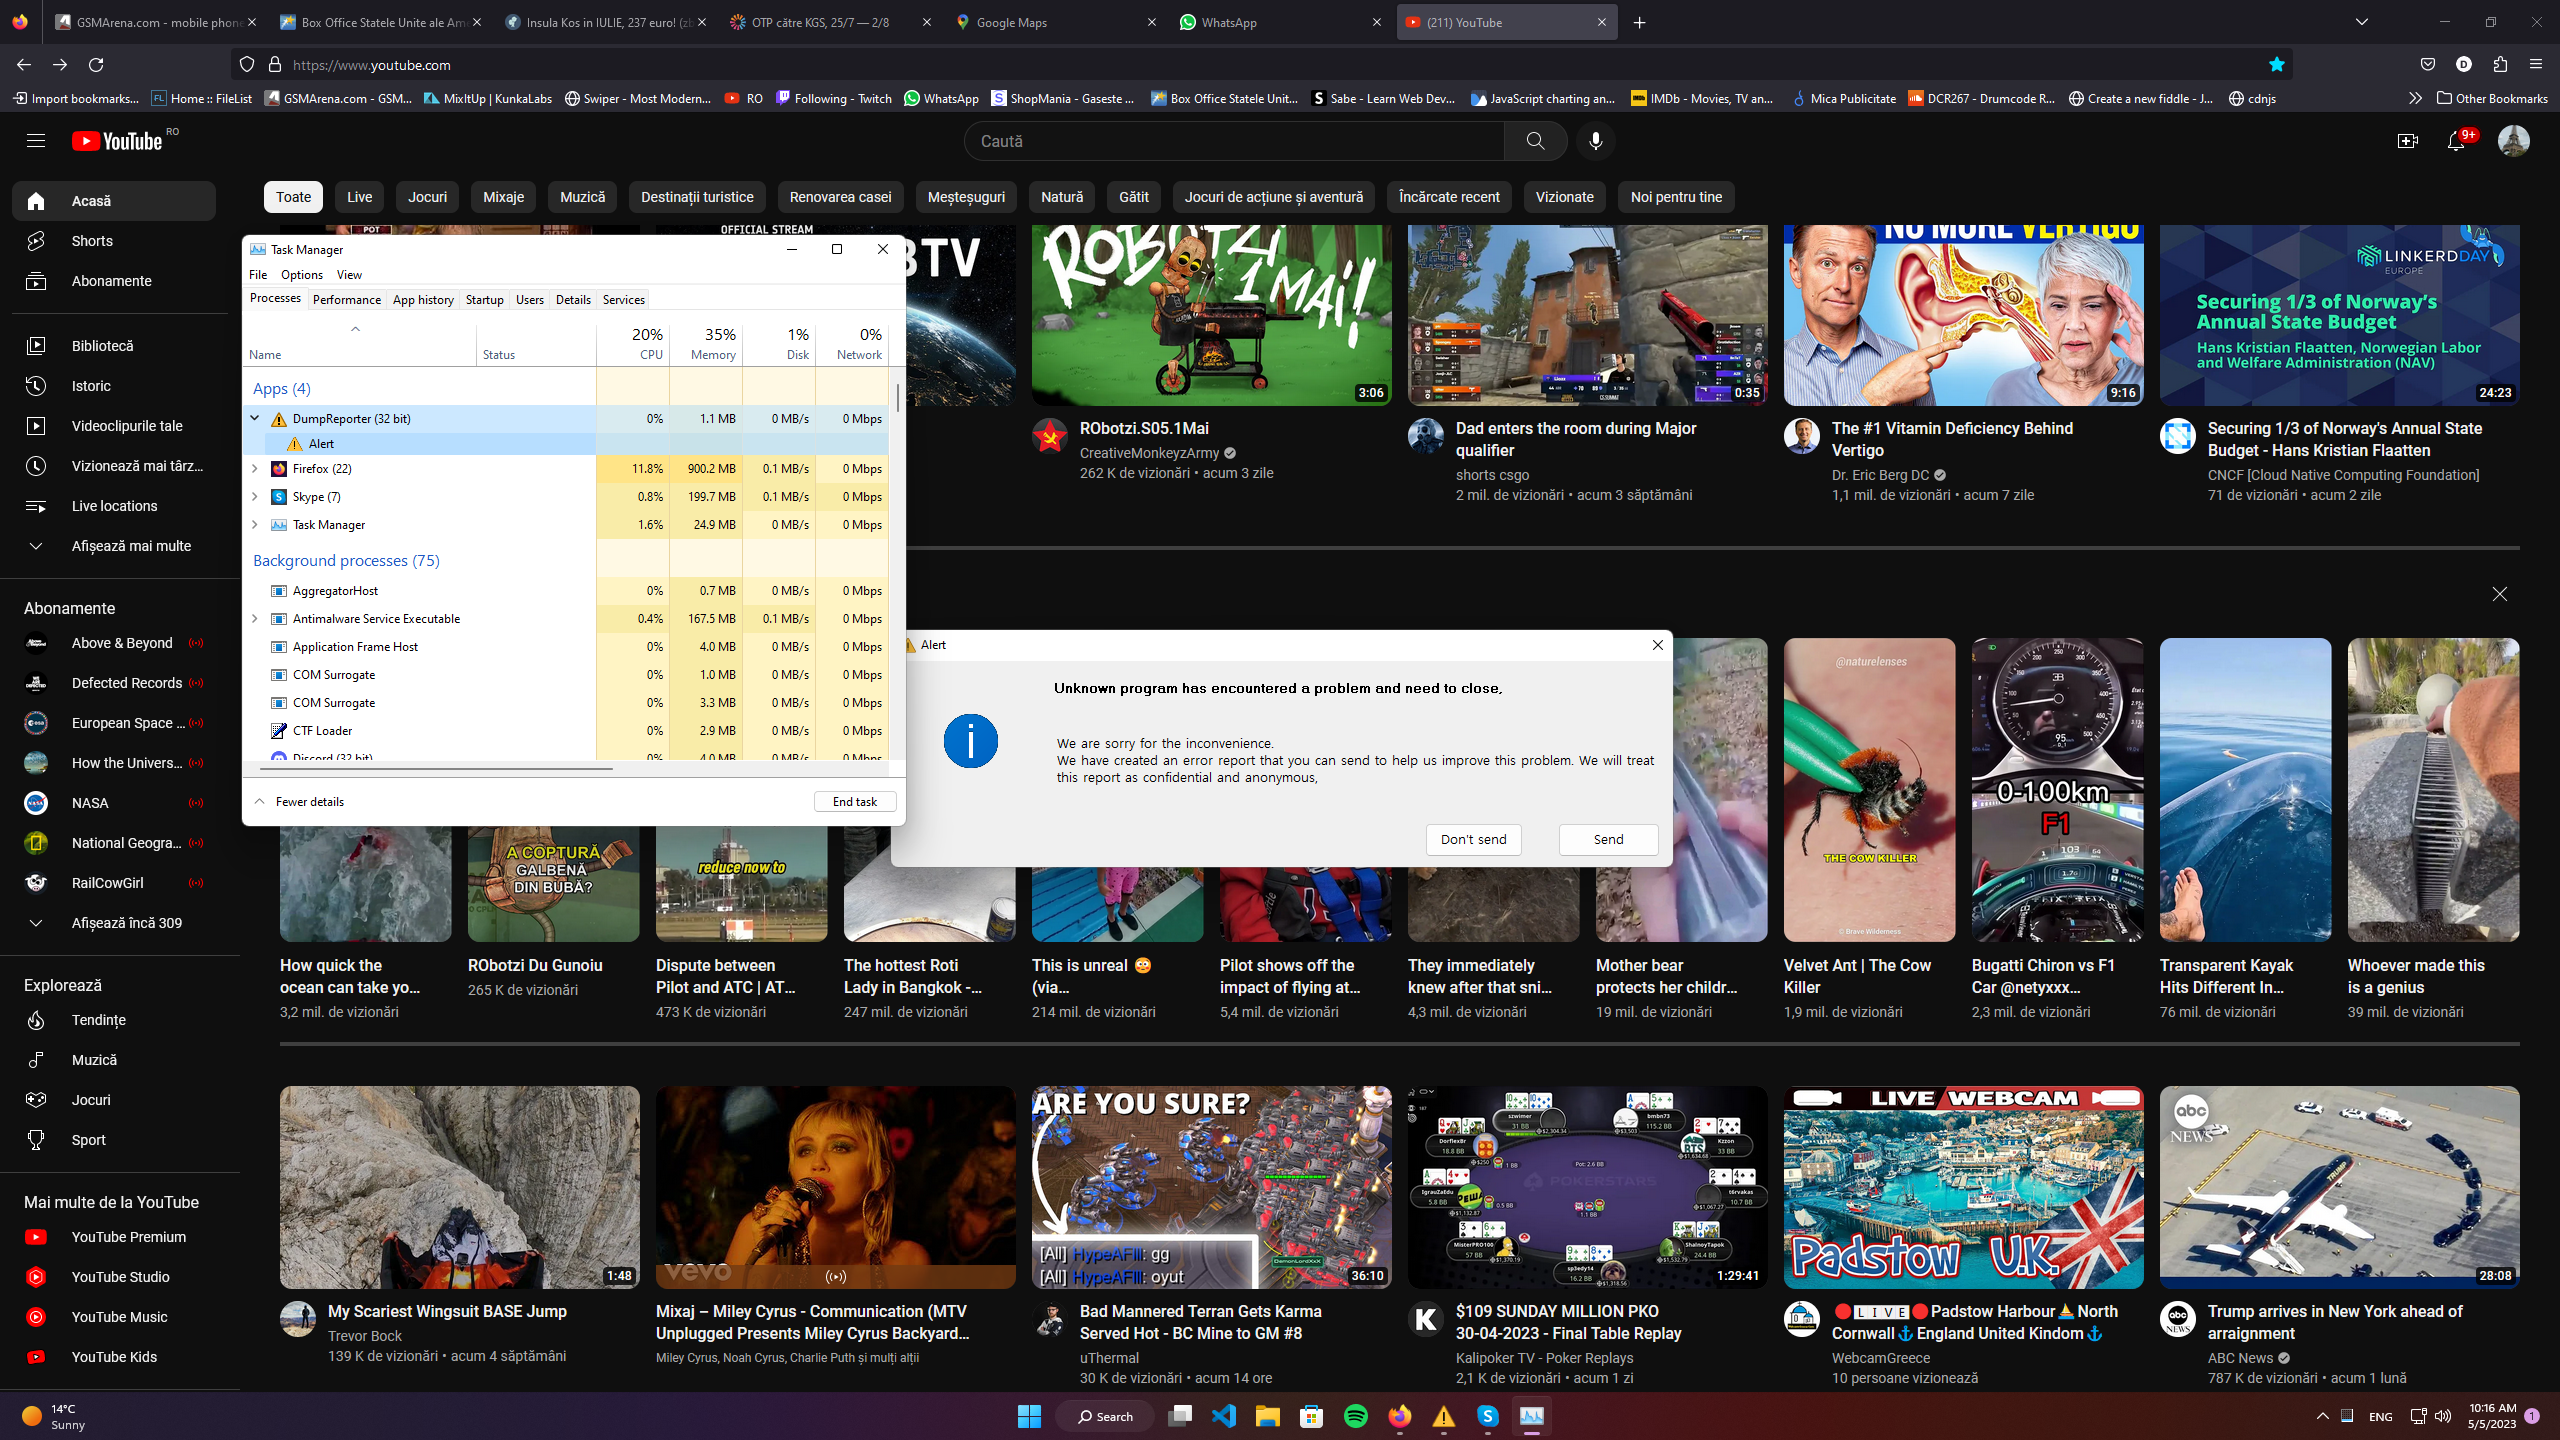 GSMArena.com - mobile phone
Box Office Statele Unite ale Am
Insula Kos in IULIE, 237 euro! (zb
OTP către KGS, 25/7 — 2/8
Google Maps
WhatsApp
(211) YouTube
https://www.youtube.com
Import bookmarks...
Home :: FileList
GSMArena.com - GSM...
MixItUp | KunkaLabs
Swiper - Most Modern...
RO
Following - Twitch
WhatsApp
ShopMania - Gaseste ...
Box Office Statele Unit...
Sabe - Learn Web Dev...
JavaScript charting an...
IMDb - Movies, TV an...
Mica Publicitate
DCR267 - Drumcode R...
Create a new fiddle - J...
cdnjs
Other Bookmarks
YouTube RO
Caută
9+
Toate
Live
Jocuri
Mixaje
Muzică
Destinații turistice
Renovarea casei
Meșteșuguri
Natură
Gătit
Jocuri de acțiune și aventură
Încărcate recent
Vizionate
Noi pentru tine
Acasă
Shorts
Abonamente
Bibliotecă
Istoric
Videoclipurile tale
Vizionează mai târz...
Live locations
Afișează mai multe
Abonamente
Above & Beyond
Defected Records
European Space ...
How the Univers...
NASA
National Geogra...
RailCowGirl
Afișează încă 309
Explorează
Tendințe
Muzică
Jocuri
Sport
Mai multe de la YouTube
YouTube Premium
YouTube Studio
YouTube Music
YouTube Kids
POT
OFFICIAL STREAM
BTV
ROBOTZI
1 MAI!
3:06
0:35
NO MORE VERTIGO
9:16
LINKERDDAY
EUROPE
Securing 1/3 of Norway's
Annual State Budget
Hans Kristian Flaatten, Norwegian Labor
and Welfare Administration (NAV)
24:23
RObotzi.S05.1Mai
CreativeMonkeyzArmy
262 K de vizionări • acum 3 zile
Dad enters the room during Major
qualifier
shorts csgo
2 mil. de vizionări • acum 3 săptămâni
The #1 Vitamin Deficiency Behind
Vertigo
Dr. Eric Berg DC
1,1 mil. de vizionări • acum 7 zile
Securing 1/3 of Norway's Annual State
Budget - Hans Kristian Flaatten
CNCF [Cloud Native Computing Foundation]
71 de vizionări • acum 2 zile
Task Manager
File Options View
Processes Performance App history Startup Users Details Services
20% 35% 1% 0%
Name Status CPU Memory Disk Network
Apps (4)
DumpReporter (32 bit) 0% 1.1 MB 0 MB/s 0 Mbps
Alert
Firefox (22) 11.8% 900.2 MB 0.1 MB/s 0 Mbps
Skype (7) 0.8% 199.7 MB 0.1 MB/s 0 Mbps
Task Manager 1.6% 24.9 MB 0 MB/s 0 Mbps
Background processes (75)
AggregatorHost 0% 0.7 MB 0 MB/s 0 Mbps
Antimalware Service Executable 0.4% 167.5 MB 0.1 MB/s 0 Mbps
Application Frame Host 0% 4.0 MB 0 MB/s 0 Mbps
COM Surrogate 0% 1.0 MB 0 MB/s 0 Mbps
COM Surrogate 0% 3.3 MB 0 MB/s 0 Mbps
CTF Loader 0% 2.9 MB 0 MB/s 0 Mbps
Discord (32 bit) 0% 4.0 MB 0 MB/s 0 Mbps
Fewer details
End task
Alert
Unknown program has encountered a problem and need to close,
We are sorry for the inconvenience.
We have created an error report that you can send to help us improve this problem. We will treat
this report as confidential and anonymous,
Don't send
Send
A COPTURĂ
GALBENĂ
DIN BUBĂ?
reduce now to
@naturelenses
THE COW KILLER
© Brave Wilderness
0-100km
F1
How quick the
ocean can take yo...
3,2 mil. de vizionări
RObotzi Du Gunoiu
265 K de vizionări
Dispute between
Pilot and ATC | AT...
473 K de vizionări
The hottest Roti
Lady in Bangkok -...
247 mil. de vizionări
This is unreal 😳
(via...
214 mil. de vizionări
Pilot shows off the
impact of flying at...
5,4 mil. de vizionări
They immediately
knew after that sni...
4,3 mil. de vizionări
Mother bear
protects her childr...
19 mil. de vizionări
Velvet Ant | The Cow
Killer
1,9 mil. de vizionări
Bugatti Chiron vs F1
Car @netyxxx...
2,3 mil. de vizionări
Transparent Kayak
Hits Different In...
76 mil. de vizionări
Whoever made this
is a genius
39 mil. de vizionări
1:48
vevo
ARE YOU SURE?
[All] HypeAFIll: gg
[All] HypeAFIll: oyut
DemonLordXxX
36:10
POKERSTARS
1:29:41
LIVE WEBCAM
Padstow U.K.
abc
NEWS
TRUMP
28:08
My Scariest Wingsuit BASE Jump
Trevor Bock
139 K de vizionări • acum 4 săptămâni
Mixaj – Miley Cyrus - Communication (MTV
Unplugged Presents Miley Cyrus Backyard...
Miley Cyrus, Noah Cyrus, Charlie Puth și mulți alții
Bad Mannered Terran Gets Karma
Served Hot - BC Mine to GM #8
uThermal
30 K de vizionări • acum 14 ore
$109 SUNDAY MILLION PKO
30-04-2023 - Final Table Replay
Kalipoker TV - Poker Replays
2,1 K de vizionări • acum 1 zi
🔴🅻🅸🆅🅴🔴Padstow Harbour⛵North
Cornwall⚓England United Kindom⚓
WebcamGreece
10 persoane vizionează
Trump arrives in New York ahead of
arraignment
ABC News
787 K de vizionări • acum 1 lună
14°C
Sunny
Search
ENG
10:16 AM
5/5/2023
1